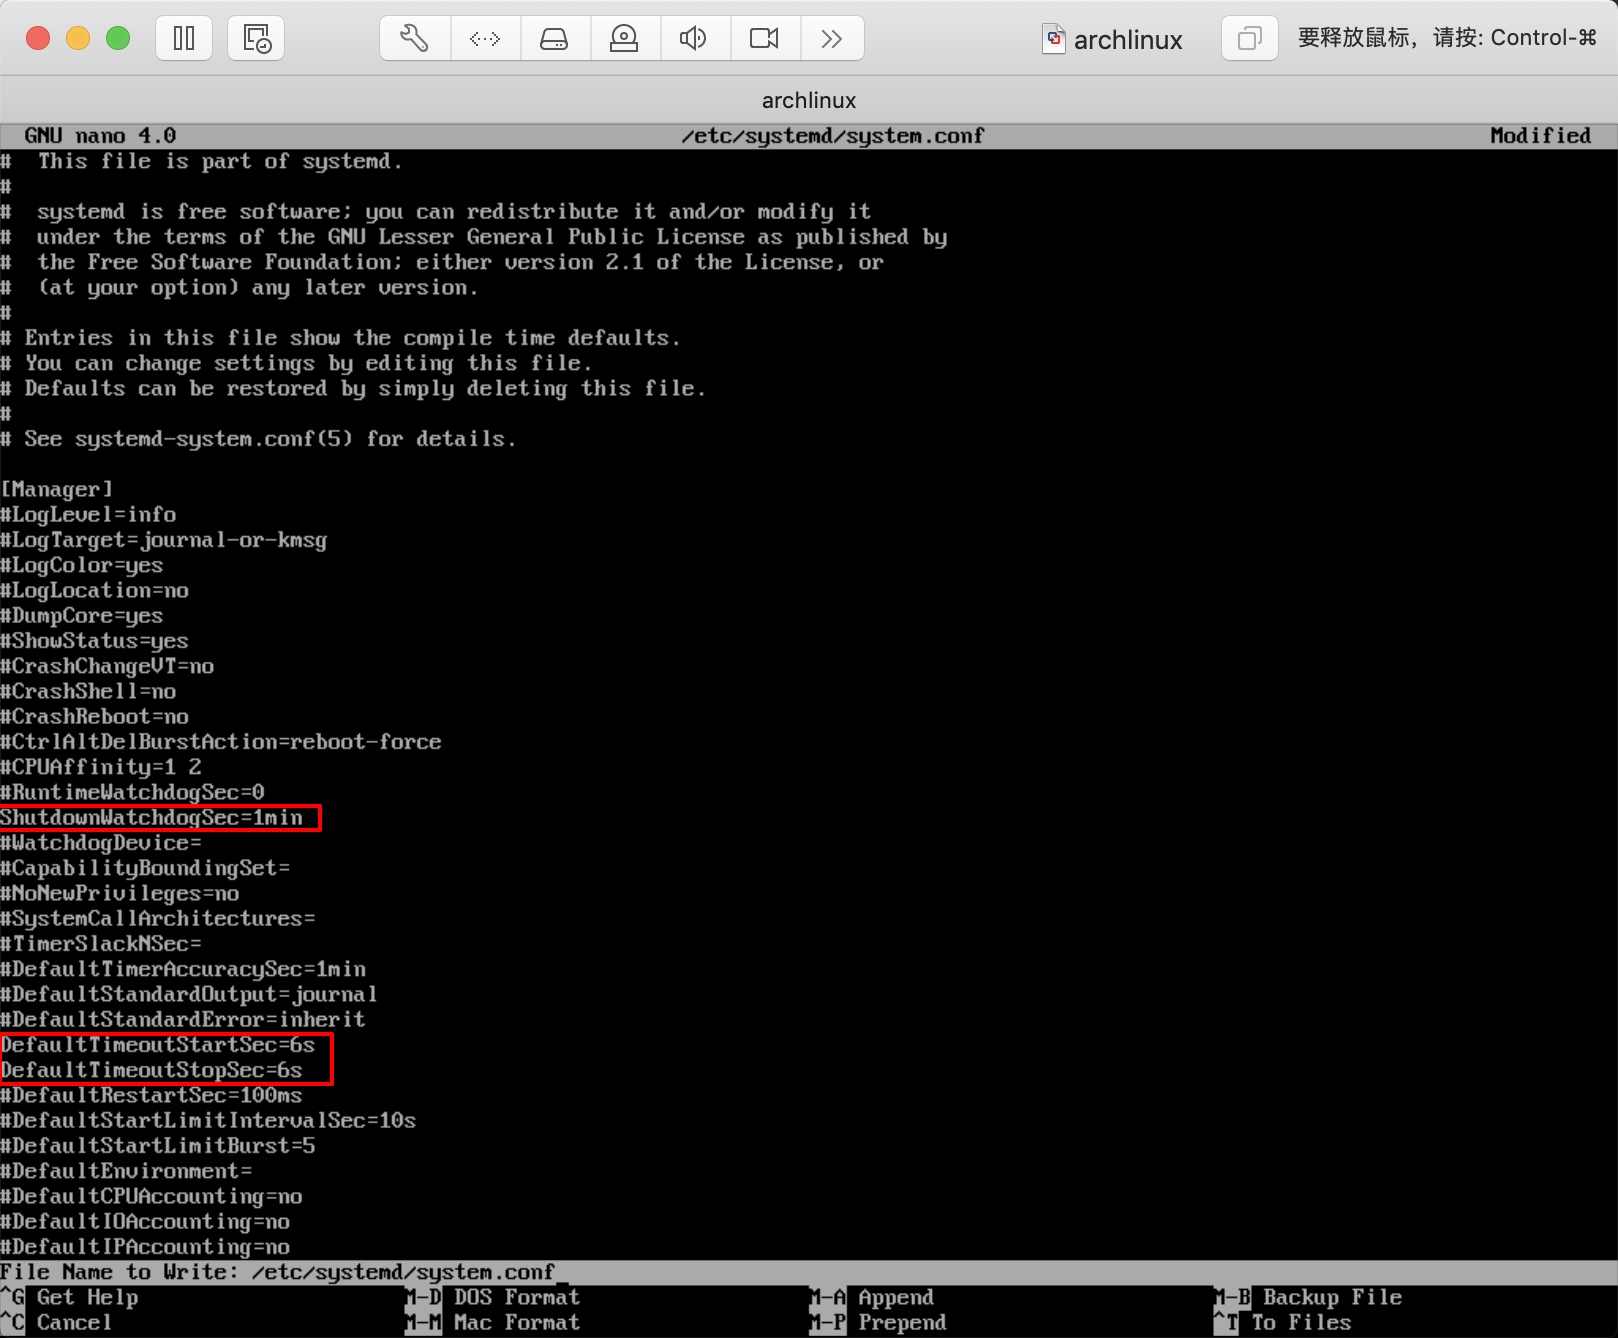 archlinux
要释放鼠标，请按: Control-⌘
archlinux
GNU nano 4.0 /etc/systemd/system.conf Modified
#  This file is part of systemd.
#
#  systemd is free software; you can redistribute it and/or modify it
#  under the terms of the GNU Lesser General Public License as published by
#  the Free Software Foundation; either version 2.1 of the License, or
#  (at your option) any later version.
#
# Entries in this file show the compile time defaults.
# You can change settings by editing this file.
# Defaults can be restored by simply deleting this file.
#
# See systemd-system.conf(5) for details.
[Manager]
#LogLevel=info
#LogTarget=journal-or-kmsg
#LogColor=yes
#LogLocation=no
#DumpCore=yes
#ShowStatus=yes
#CrashChangeVT=no
#CrashShell=no
#CrashReboot=no
#CtrlAltDelBurstAction=reboot-force
#CPUAffinity=1 2
#RuntimeWatchdogSec=0
ShutdownWatchdogSec=1min
#WatchdogDevice=
#CapabilityBoundingSet=
#NoNewPrivileges=no
#SystemCallArchitectures=
#TimerSlackNSec=
#DefaultTimerAccuracySec=1min
#DefaultStandardOutput=journal
#DefaultStandardError=inherit
DefaultTimeoutStartSec=6s
DefaultTimeoutStopSec=6s
#DefaultRestartSec=100ms
#DefaultStartLimitIntervalSec=10s
#DefaultStartLimitBurst=5
#DefaultEnvironment=
#DefaultCPUAccounting=no
#DefaultIOAccounting=no
#DefaultIPAccounting=no
File Name to Write: /etc/systemd/system.conf
^G Get Help M-D DOS Format M-A Append M-B Backup File
^C Cancel M-M Mac Format M-P Prepend ^T To Files